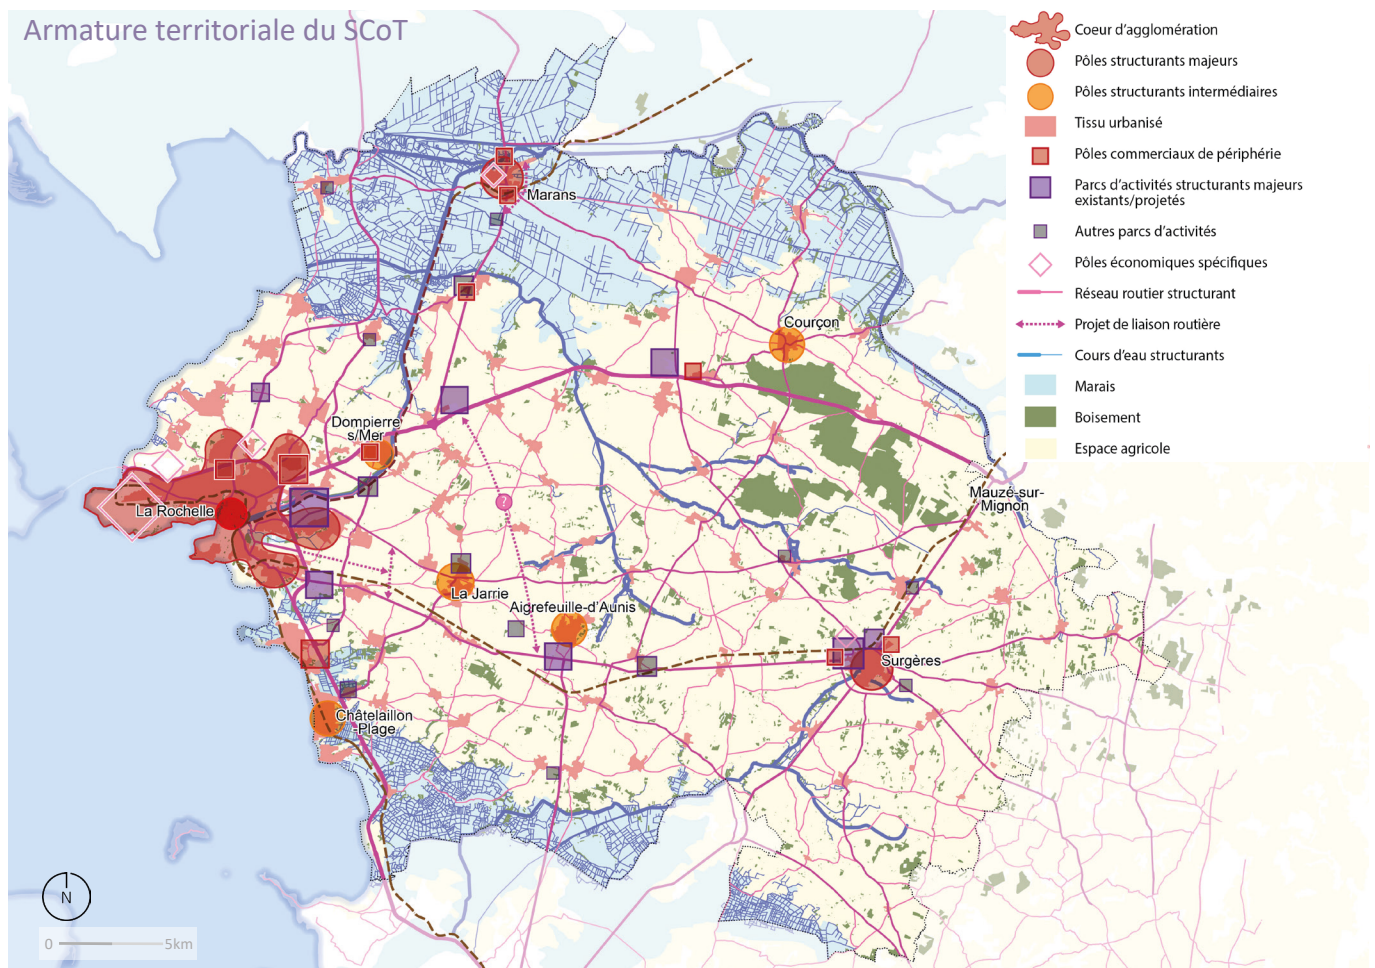 Armature territoriale du SCoT
Coeur d'agglomération
Pôles structurants majeurs
Pôles structurants intermédiaires
Tissu urbanisé
Pôles commerciaux de périphérie
Parcs d'activités structurants majeurs
existants/projetés
Autres parcs d'activités
Pôles économiques spécifiques
Réseau routier structurant
Projet de liaison routière
Cours d'eau structurants
Marais
Boisement
Espace agricole
Marans
Courçon
Dompierre
s/Mer
La Rochelle
Mauzé-sur-
Mignon
?
La Jarrie
Aigrefeuille-d'Aunis
Surgères
Châtelaillon
-Plage
N
0 5km